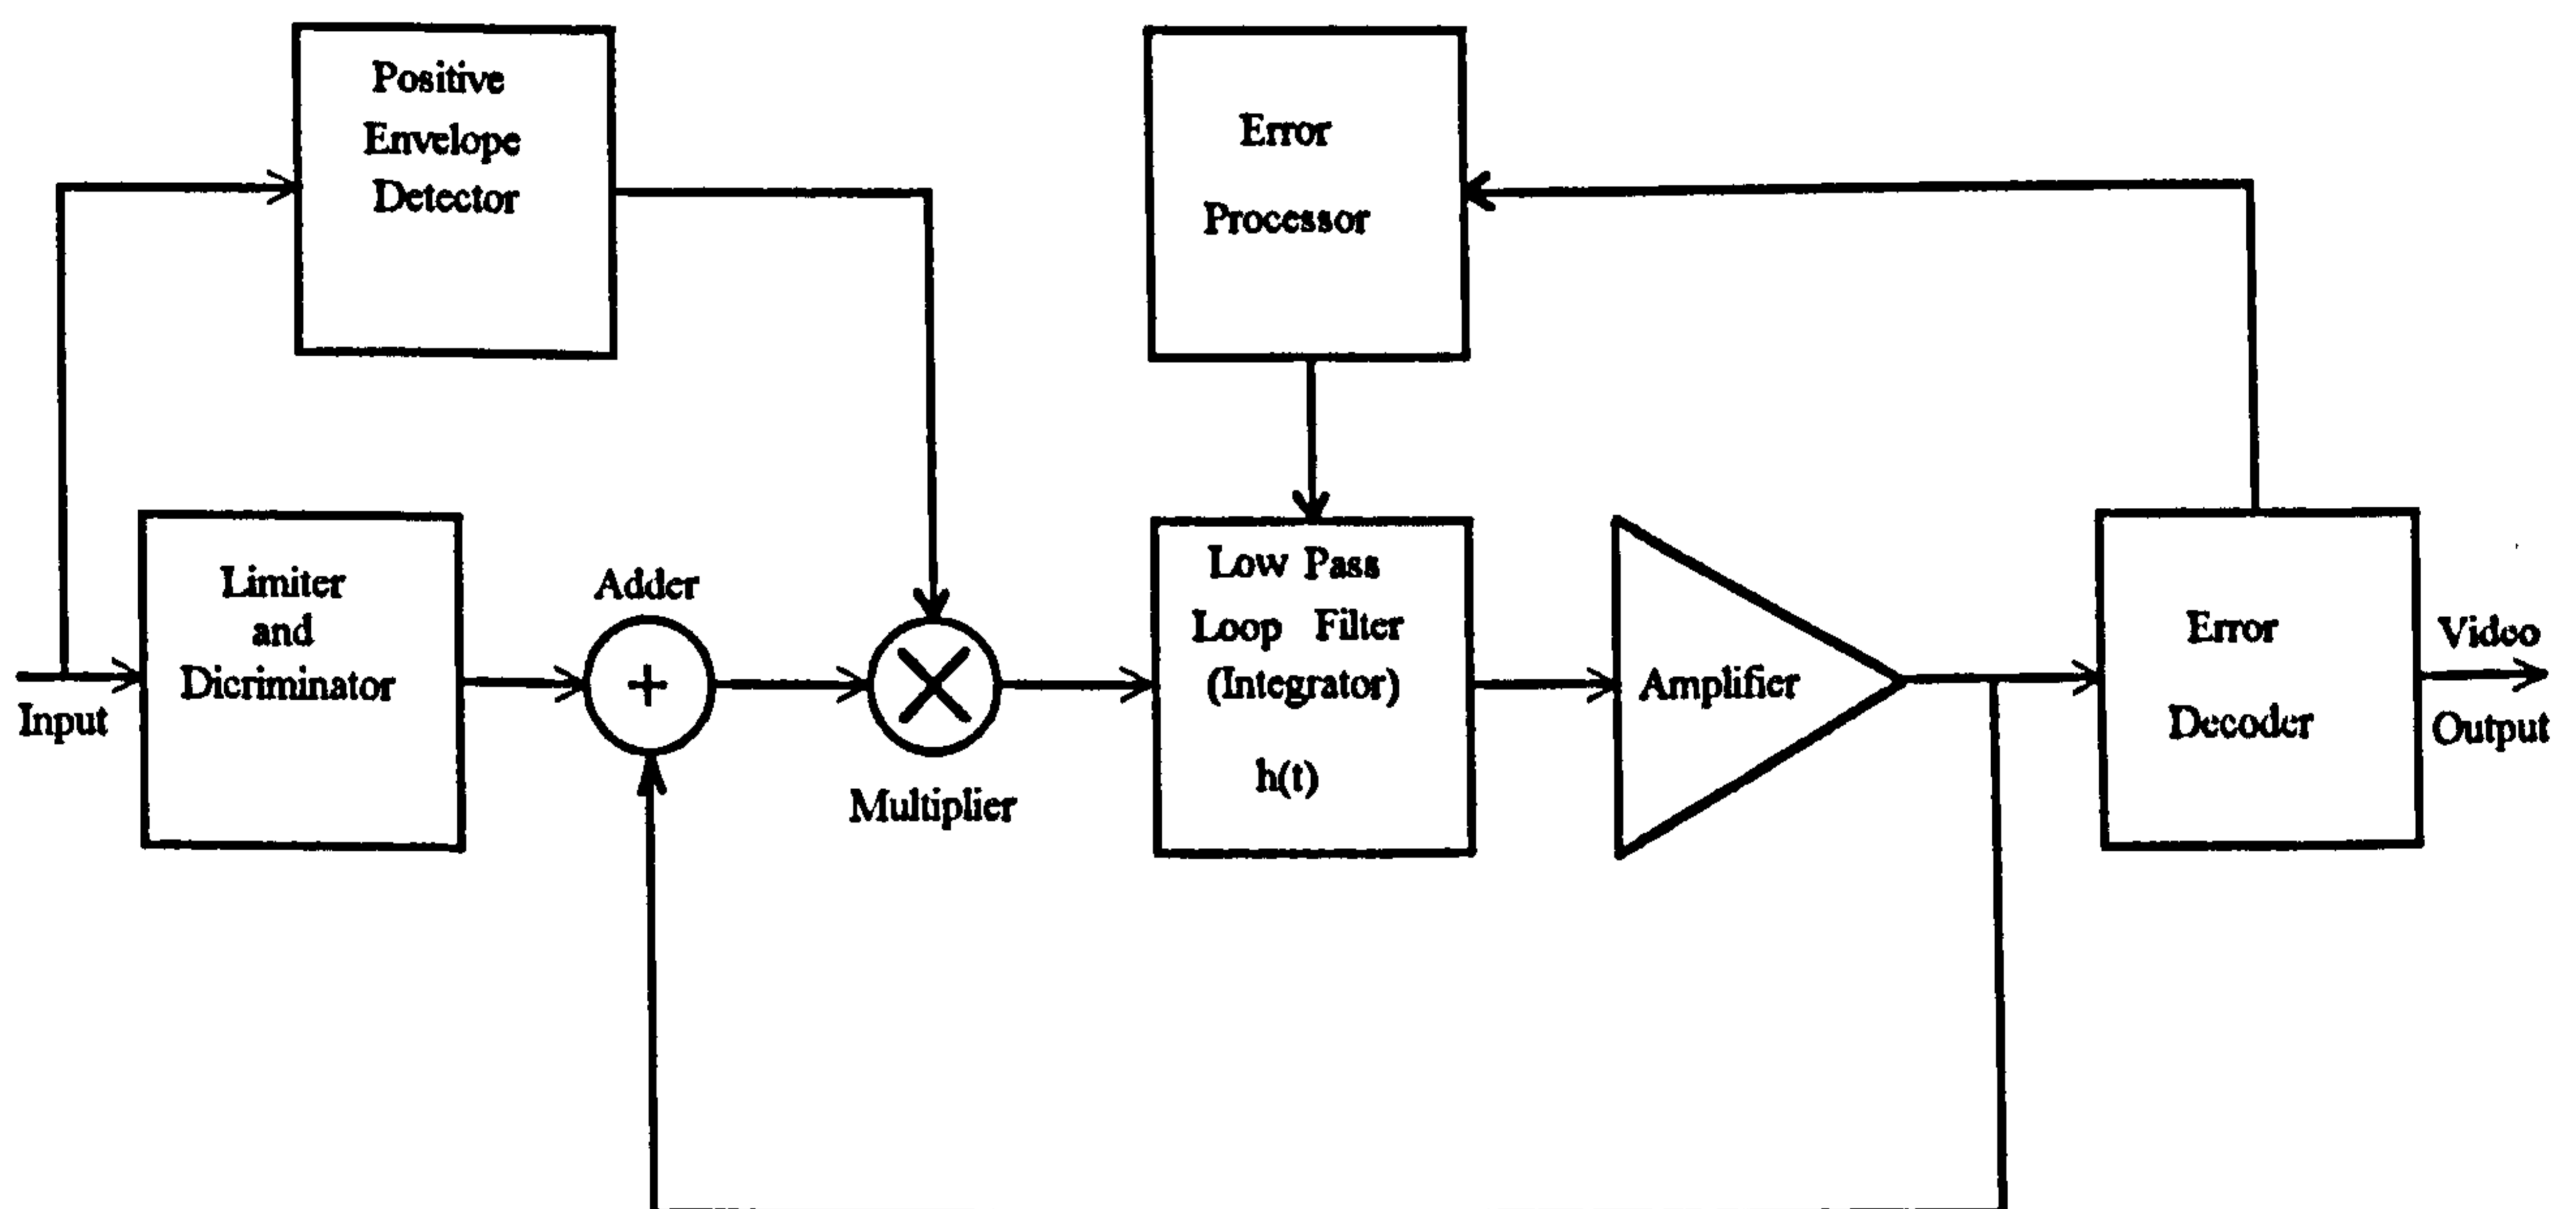 Positive
Envelope
Detector
Error
Processor
Limiter
and
Dicriminator
Input
Adder
+
Multiplier
Low Pass
Loop Filter
(Integrator)
h(t)
Amplifier
Error
Decoder
Video
Output